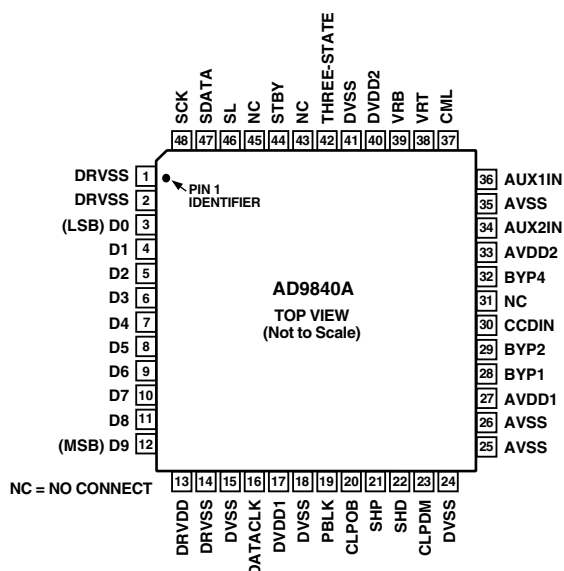 SCK
SDATA
SL
NC
STBY
NC
THREE-STATE
DVSS
DVDD2
VRB
VRT
CML
48 47 46 45 44 43 42 41 40 39 38 37
DRVSS 1
DRVSS 2
(LSB) D0 3
D1 4
D2 5
D3 6
D4 7
D5 8
D6 9
D7 10
D8 11
(MSB) D9 12
PIN 1
IDENTIFIER
AD9840A
TOP VIEW
(Not to Scale)
36 AUX1IN
35 AVSS
34 AUX2IN
33 AVDD2
32 BYP4
31 NC
30 CCDIN
29 BYP2
28 BYP1
27 AVDD1
26 AVSS
25 AVSS
NC = NO CONNECT
13 14 15 16 17 18 19 20 21 22 23 24
DRVDD
DRVSS
DVSS
DATACLK
DVDD1
DVSS
PBLK
CLPOB
SHP
SHD
CLPDM
DVSS